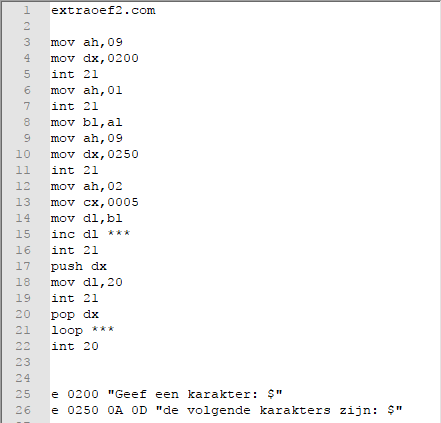 1 extraoef2.com
2
3 mov ah,09
4 mov dx,0200
5 int 21
6 mov ah,01
7 int 21
8 mov bl,al
9 mov ah,09
10 mov dx,0250
11 int 21
12 mov ah,02
13 mov cx,0005
14 mov dl,bl
15 inc dl ***
16 int 21
17 push dx
18 mov dl,20
19 int 21
20 pop dx
21 loop ***
22 int 20
23
24
25 e 0200 "Geef een karakter: $"
26 e 0250 0A 0D "de volgende karakters zijn: $"